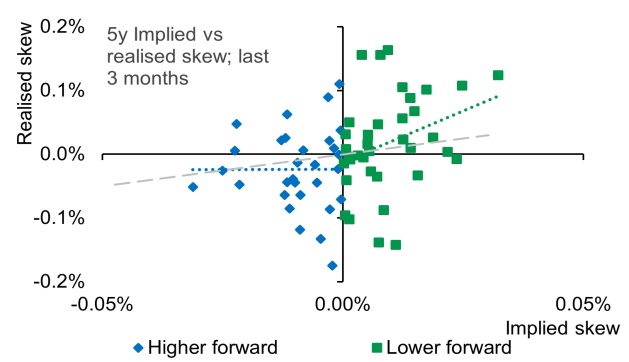 0.2%
5y Implied vs
realised skew; last
3 months
Realised skew
0.1%
0.0%
-0.1%
-0.2%
-0.05%
0.00%
0.05%
Implied skew
Higher forward
Lower forward